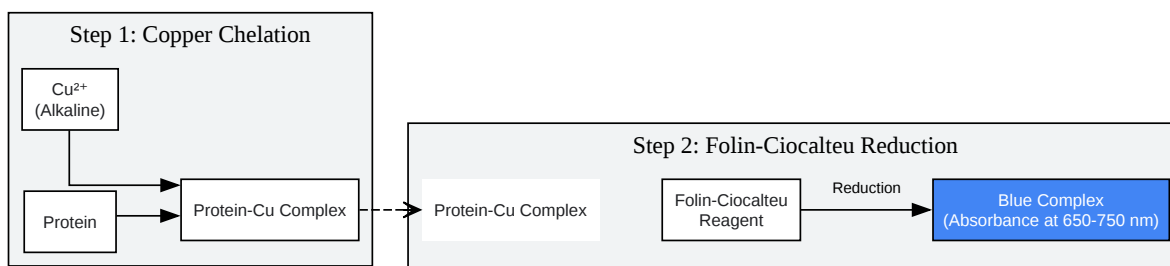 Step 1: Copper Chelation
Cu²⁺
(Alkaline)
Protein
Protein-Cu Complex
Step 2: Folin-Ciocalteu Reduction
Protein-Cu Complex
Folin-Ciocalteu
Reagent
Reduction
Blue Complex
(Absorbance at 650-750 nm)